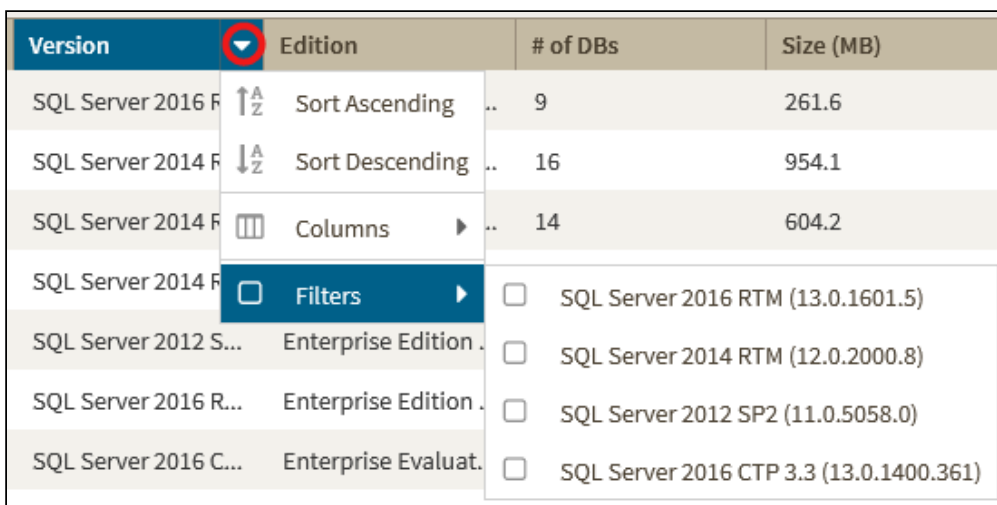 Version Edition # of DBs Size (MB)
SQL Server 2016 R Sort Ascending .. 9 261.6
SQL Server 2014 R Sort Descending .. 16 954.1
SQL Server 2014 R Columns .. 14 604.2
SQL Server 2014 R Filters SQL Server 2016 RTM (13.0.1601.5)
SQL Server 2012 S... Enterprise Edition . SQL Server 2014 RTM (12.0.2000.8)
SQL Server 2016 R... Enterprise Edition . SQL Server 2012 SP2 (11.0.5058.0)
SQL Server 2016 C... Enterprise Evaluat. SQL Server 2016 CTP 3.3 (13.0.1400.361)